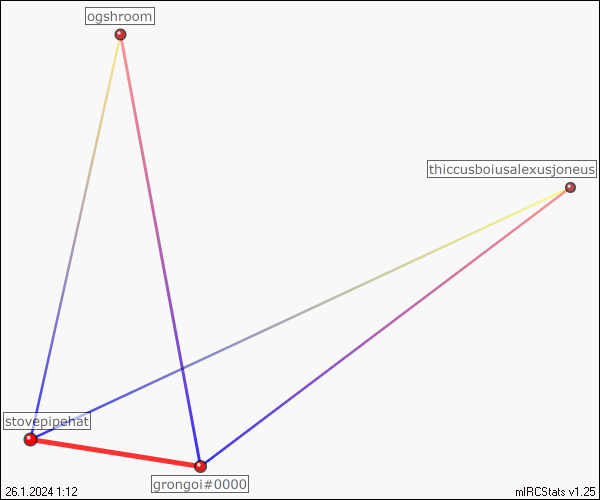 ogshroom
thiccusboiusalexusjoneus
stovepipehat
grongoi#0000
26.1.2024 1:12
mIRCStats v1.25